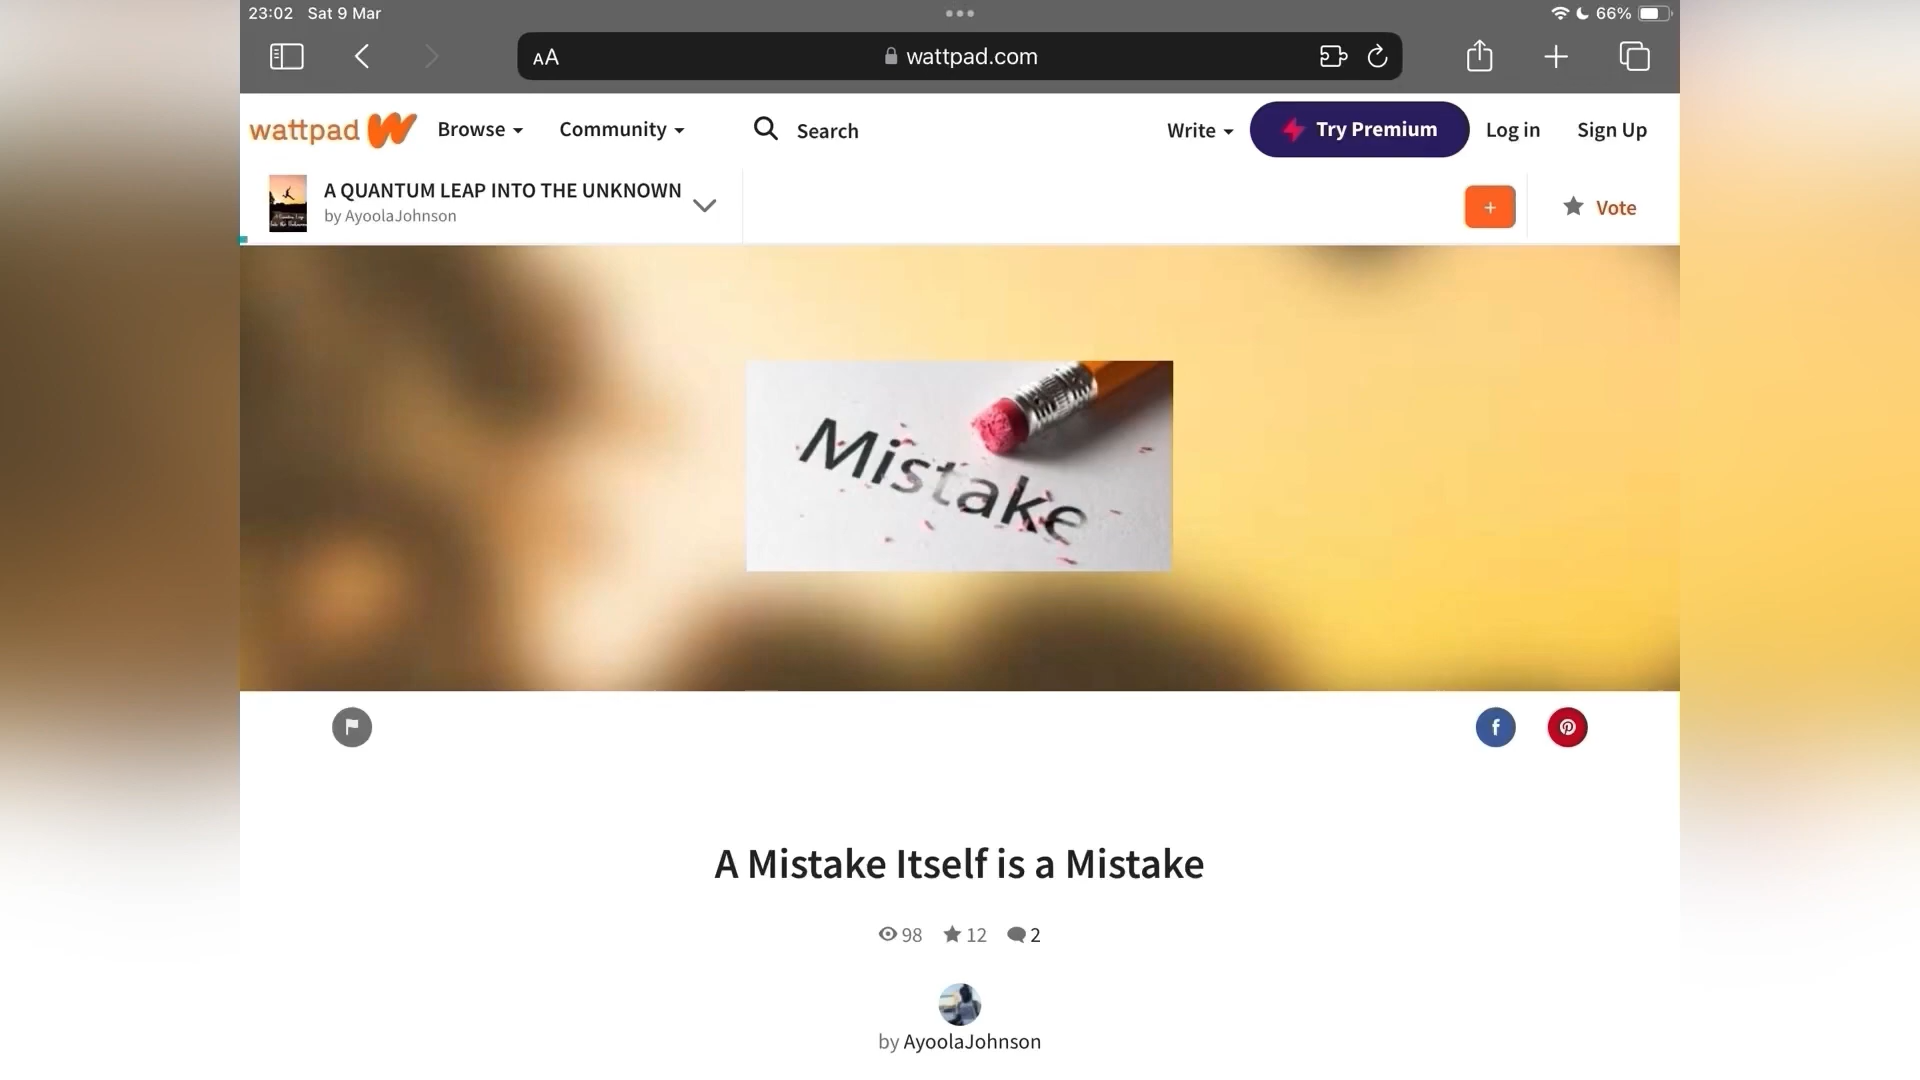 23:02 Sat 9 Mar
66%
AA
wattpad.com
wattpad
Browse
Community
Search
Write
Try Premium
Log in
Sign Up
A QUANTUM LEAP INTO THE UNKNOWN
by AyoolaJohnson
+
Vote
Mistake
A Mistake Itself is a Mistake
98 12 2
by AyoolaJohnson